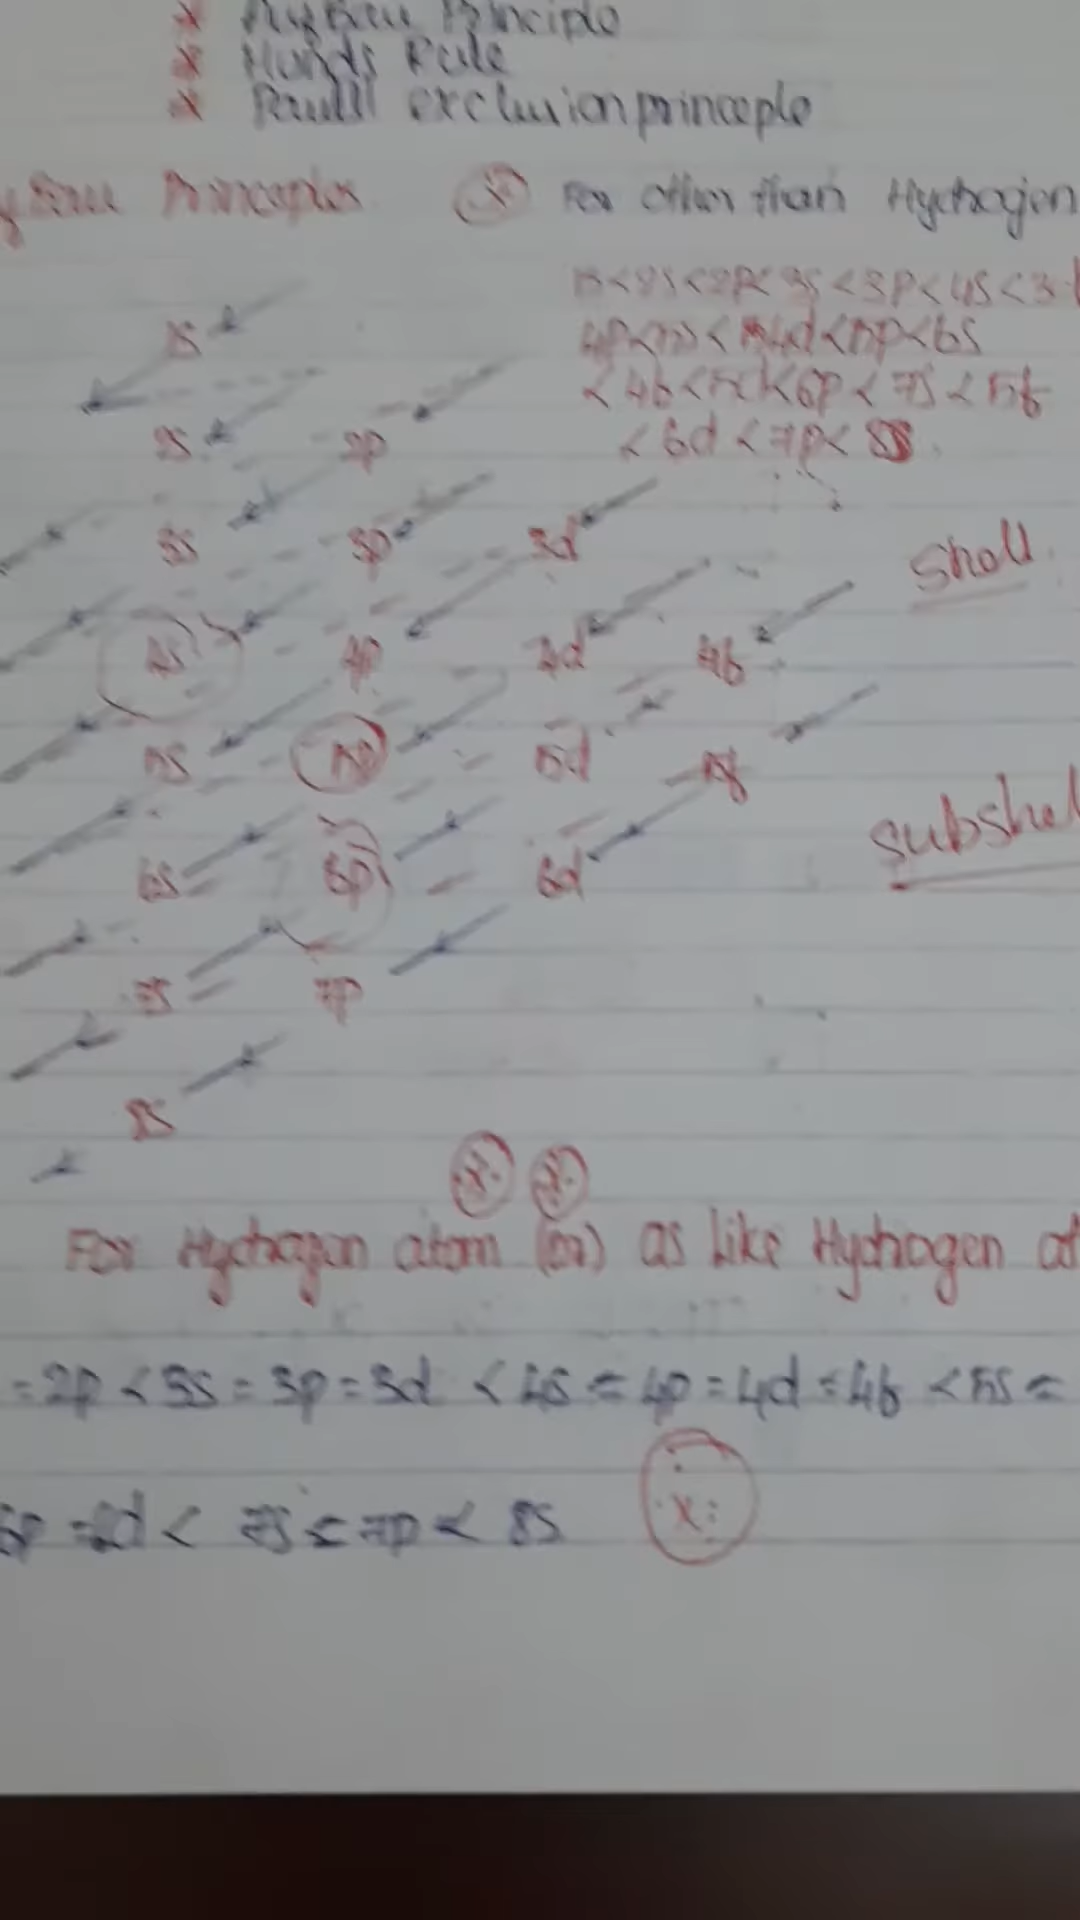 Aufbau Principle
Hunds Rule
Pauli exclusion principle
Principles
For other than Hydrogen
1s<2s<2p<3s<3p<4s<3d
4p<5s<4d<5p<6s
<4f<5d<6p<7s<5f
<6d<7p<8s.
1s
2s 2p
3s 3p 3d
Shell
4s 4p 4d 4f
5s 5p 5d 5f
subshel
6s 6p 6d
7s 7p
8s
For Hydrogen atom (or) as like Hydrogen at
=2p<3s=3p=3d<4s=4p=4d=4f<5s=
6p=6d<7s=7p<8s